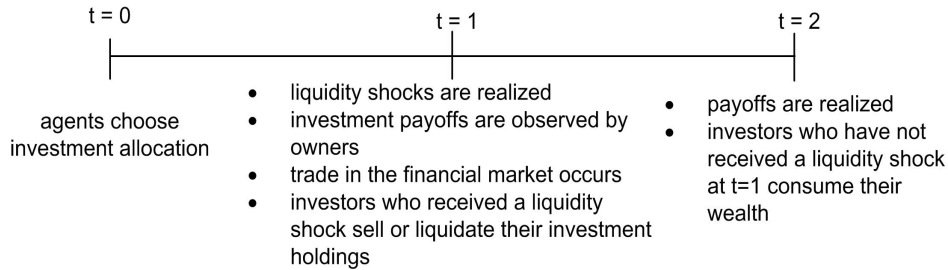 t = 0
agents choose
investment allocation
t = 1
• liquidity shocks are realized
• investment payoffs are observed by
owners
• trade in the financial market occurs
• investors who received a liquidity
shock sell or liquidate their investment
holdings
t = 2
• payoffs are realized
• investors who have not
received a liquidity shock
at t=1 consume their
wealth